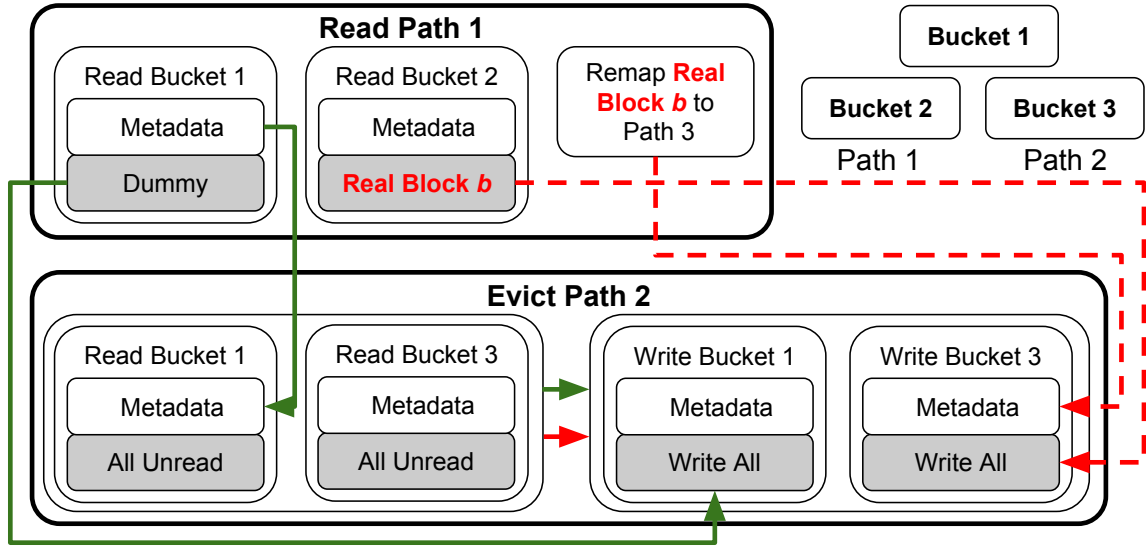 Read Path 1
Read Bucket 1
Metadata
Dummy
Read Bucket 2
Metadata
Real Block b
Remap Real
Block b to
Path 3
Bucket 1
Bucket 2
Bucket 3
Path 1
Path 2
Evict Path 2
Read Bucket 1
Metadata
All Unread
Read Bucket 3
Metadata
All Unread
Write Bucket 1
Metadata
Write All
Write Bucket 3
Metadata
Write All